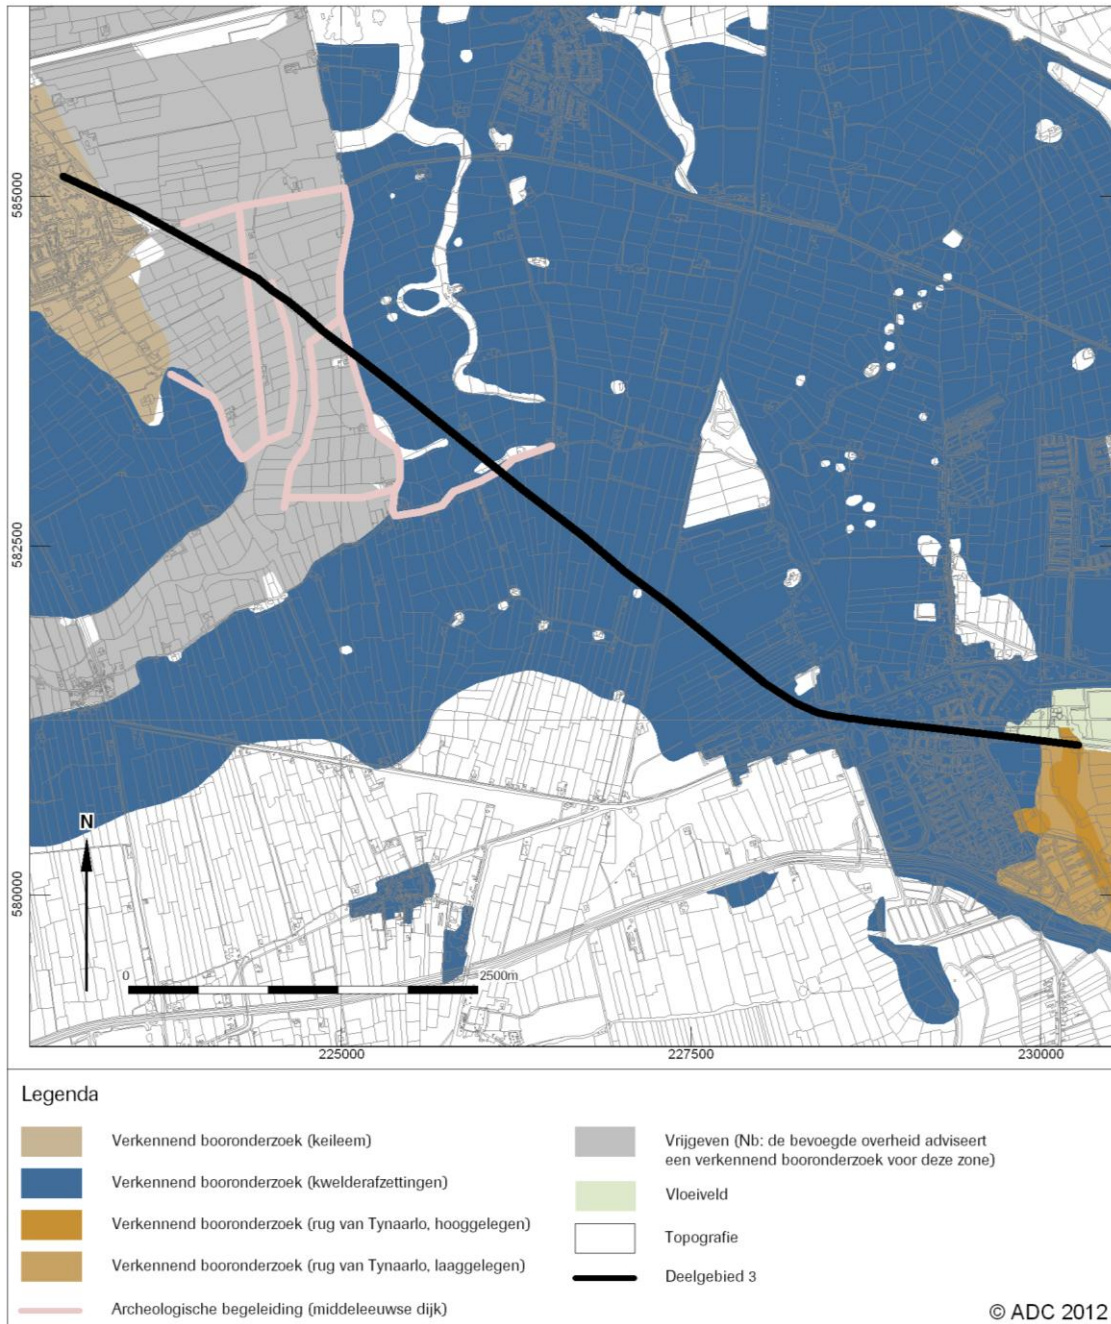 585000
582500
580000
N
0
2500m
225000
227500
230000
Legenda
Verkennend booronderzoek (keileem)
Verkennend booronderzoek (kwelderafzettingen)
Verkennend booronderzoek (rug van Tynaarlo, hooggelegen)
Verkennend booronderzoek (rug van Tynaarlo, laaggelegen)
Archeologische begeleiding (middeleeuwse dijk)
Vrijgeven (Nb: de bevoegde overheid adviseert
een verkennend booronderzoek voor deze zone)
Vloeiveld
Topografie
Deelgebied 3
© ADC 2012